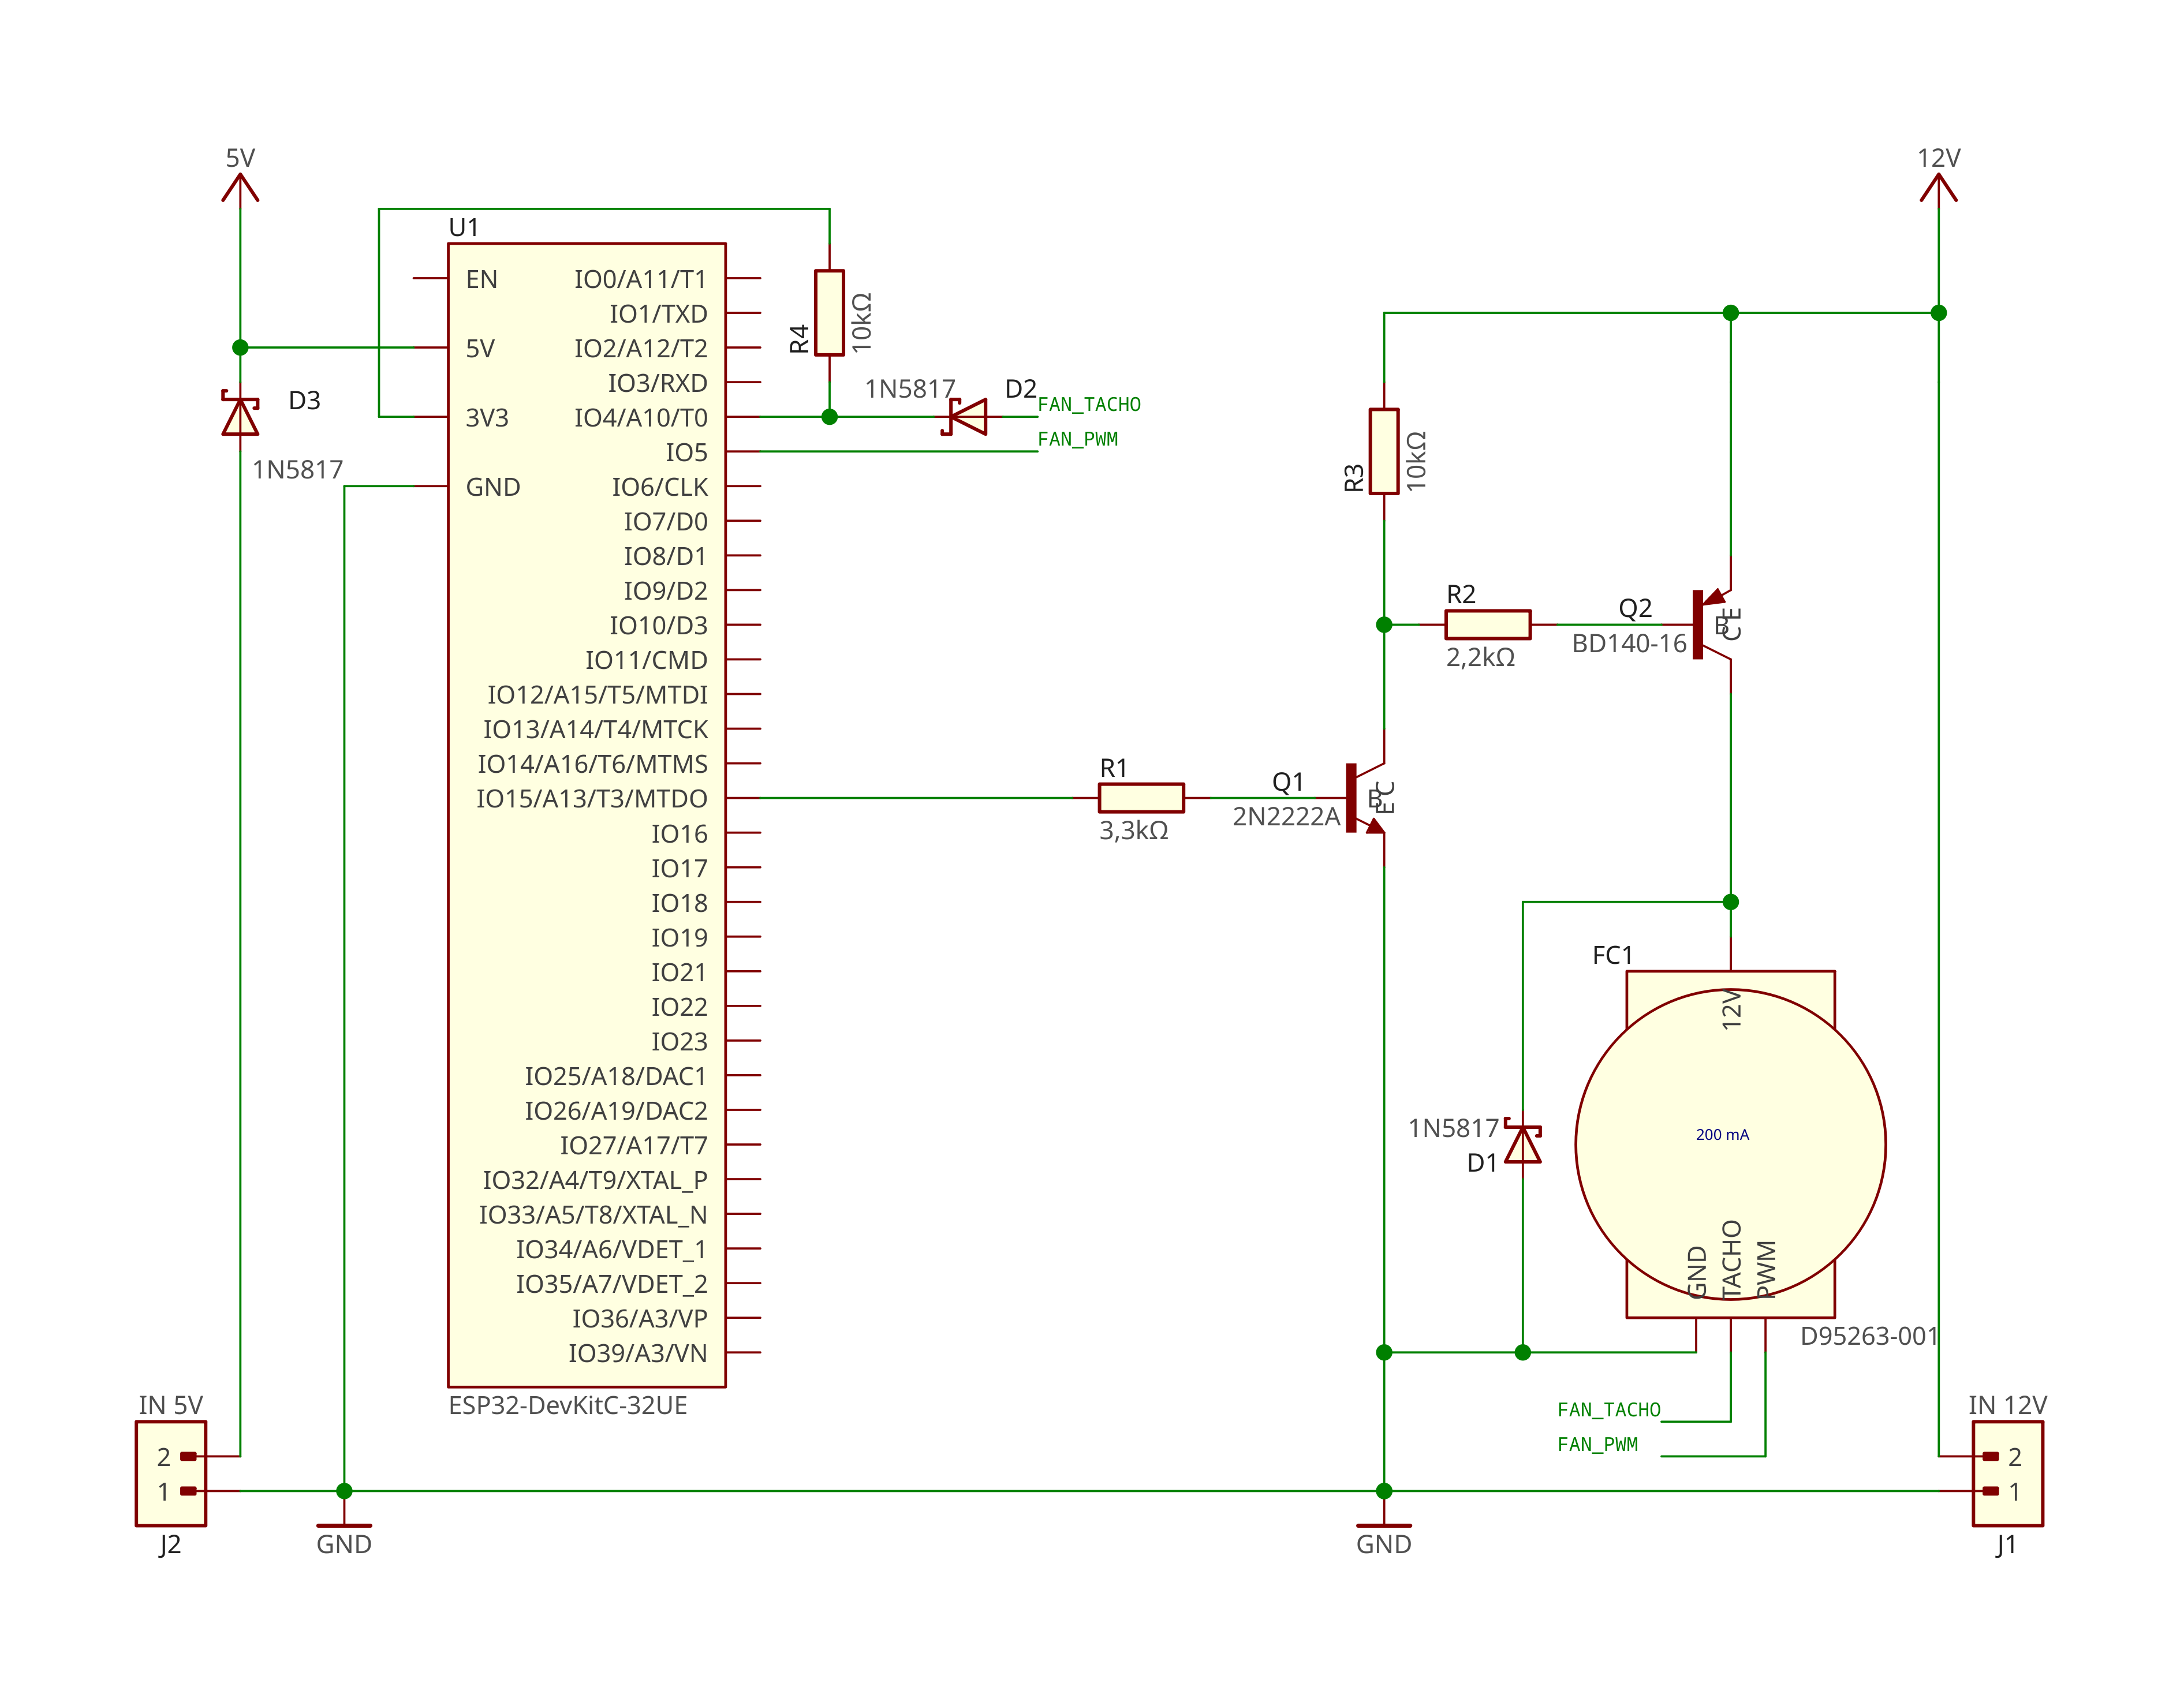 5V
12V
U1
EN
5V
3V3
GND
IO0/A11/T1
IO1/TXD
IO2/A12/T2
IO3/RXD
IO4/A10/T0
IO5
IO6/CLK
IO7/D0
IO8/D1
IO9/D2
IO10/D3
IO11/CMD
IO12/A15/T5/MTDI
IO13/A14/T4/MTCK
IO14/A16/T6/MTMS
IO15/A13/T3/MTDO
IO16
IO17
IO18
IO19
IO21
IO22
IO23
IO25/A18/DAC1
IO26/A19/DAC2
IO27/A17/T7
IO32/A4/T9/XTAL_P
IO33/A5/T8/XTAL_N
IO34/A6/VDET_1
IO35/A7/VDET_2
IO36/A3/VP
IO39/A3/VN
ESP32-DevKitC-32UE
D3
1N5817
R4
10kΩ
1N5817
D2
FAN_TACHO
FAN_PWM
R3
10kΩ
R2
2,2kΩ
Q2
BD140-16
B
C
E
R1
3,3kΩ
Q1
2N2222A
B
E
C
FC1
12V
200 mA
1N5817
D1
GND
TACHO
PWM
D95263-001
FAN_TACHO
FAN_PWM
IN 5V
2
1
J2
GND
GND
IN 12V
2
1
J1